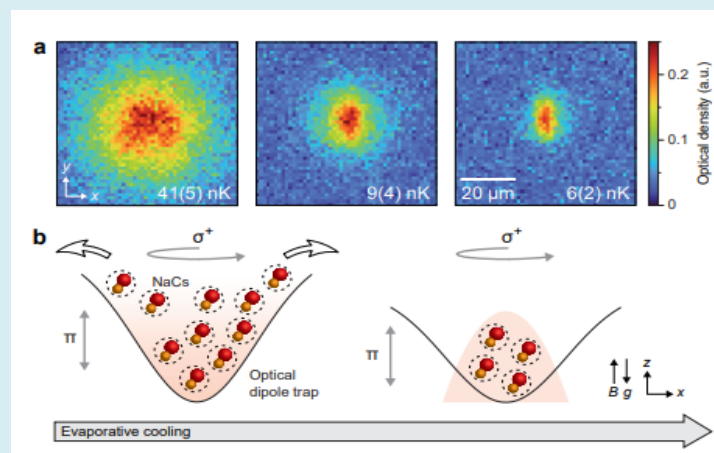 a
0.2
0.1
0
Optical density (a.u.)
y
x
41(5) nK
9(4) nK
20 μm
6(2) nK
b
σ+
σ+
NaCs
π
Optical
dipole trap
π
B g
z
x
Evaporative cooling